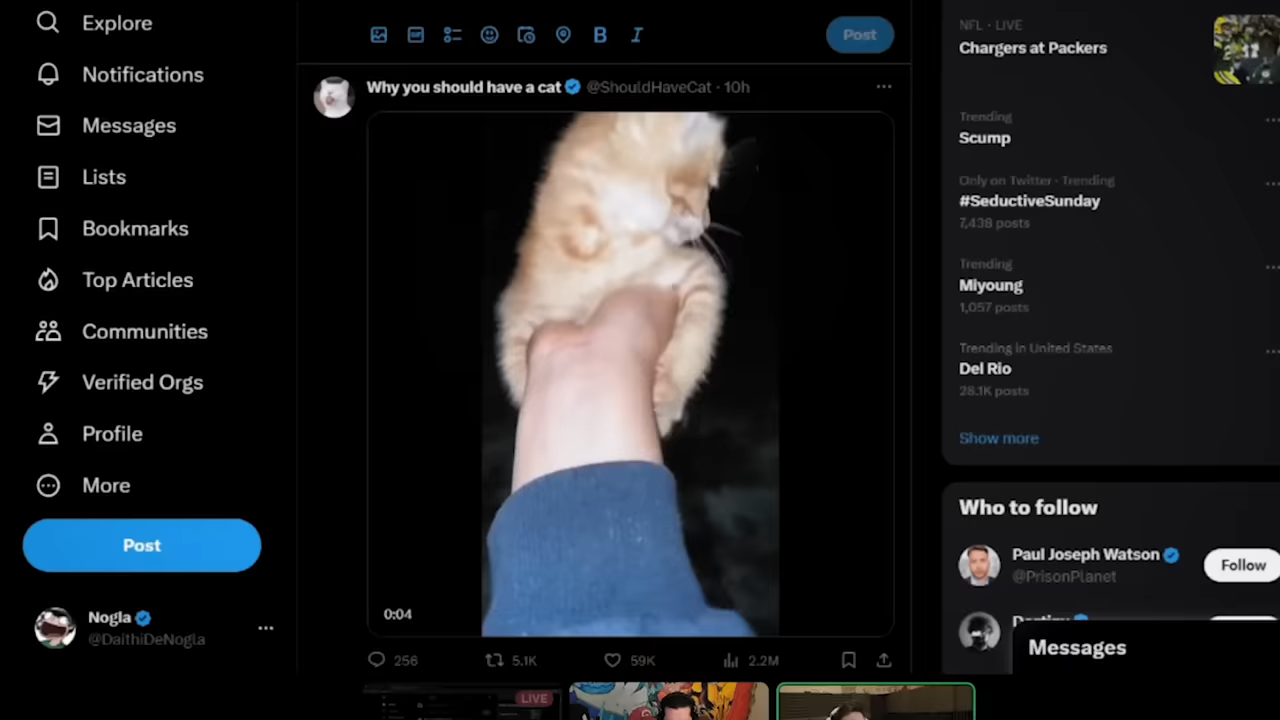 Explore
Notifications
Messages
Lists
Bookmarks
Top Articles
Communities
Verified Orgs
Profile
More
Post
Nogla
@DaithiDeNogla
GIF
B I
Post
Why you should have a cat @ShouldHaveCat · 10h
0:04
256 5.1K 59K 2.2M
NFL · LIVE
Chargers at Packers
Trending
Scump
Only on Twitter · Trending
#SeductiveSunday
7,438 posts
Trending
Miyoung
1,057 posts
Trending in United States
Del Rio
28.1K posts
Show more
Who to follow
Paul Joseph Watson
@PrisonPlanet
Follow
Messages
LIVE